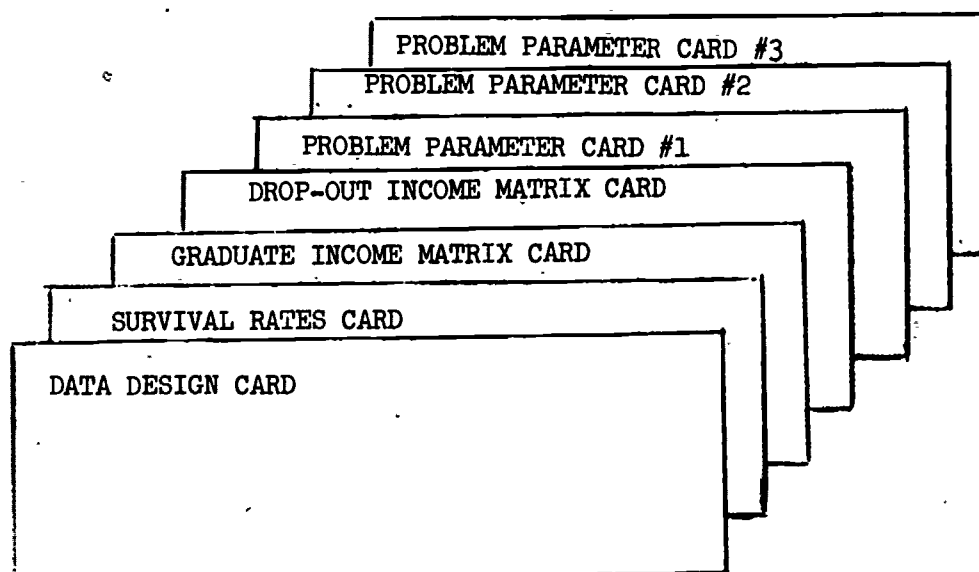 PROBLEM PARAMETER CARD #3
PROBLEM PARAMETER CARD #2
PROBLEM PARAMETER CARD #1
DROP-OUT INCOME MATRIX CARD
GRADUATE INCOME MATRIX CARD
SURVIVAL RATES CARD
DATA DESIGN CARD